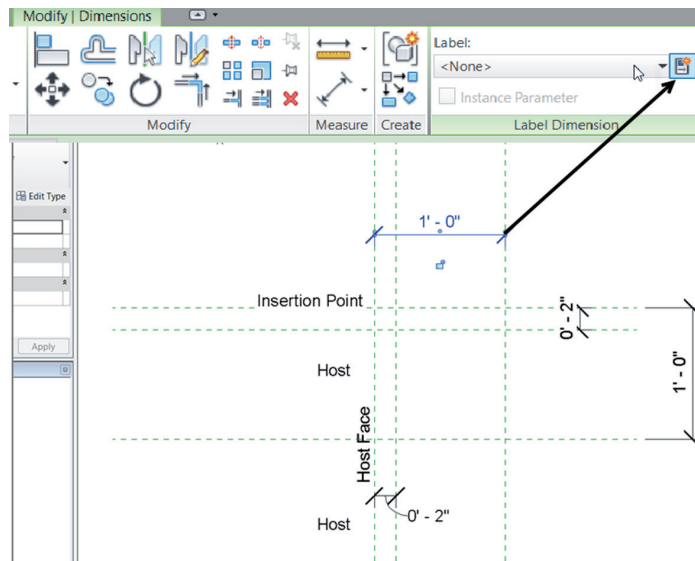 Modify | Dimensions
Label:
<None>
Instance Parameter
Modify
Measure
Create
Label Dimension
Edit Type
Apply
1' - 0"
Insertion Point
0' - 2"
1' - 0"
Host
Host Face
0' - 2"
Host